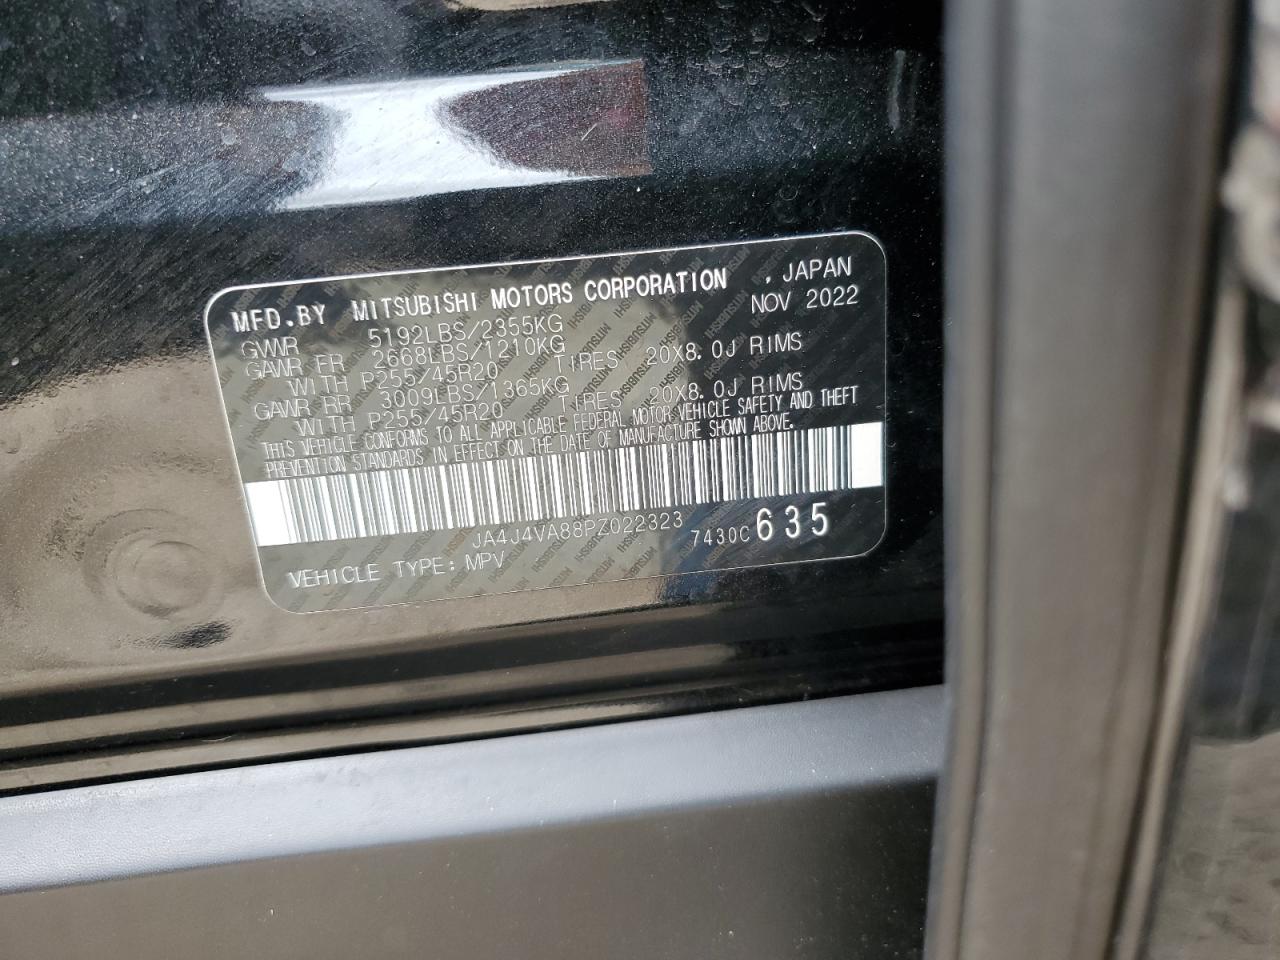 MFD.BY MITSUBISHI MOTORS CORPORATION , JAPAN
NOV 2022
GVWR 5192LBS/2355KG
GAWR FR 2668LBS/1210KG
WITH P255/45R20 TIRES 20X8.0J RIMS
GAWR RR 3009LBS/1365KG
WITH P255/45R20 TIRES 20X8.0J RIMS
THIS VEHICLE CONFORMS TO ALL APPLICABLE FEDERAL MOTOR VEHICLE SAFETY AND THEFT
PREVENTION STANDARDS IN EFFECT ON THE DATE OF MANUFACTURE SHOWN ABOVE.
JA4J4VA88PZ022323 7430C 635
VEHICLE TYPE: MPV